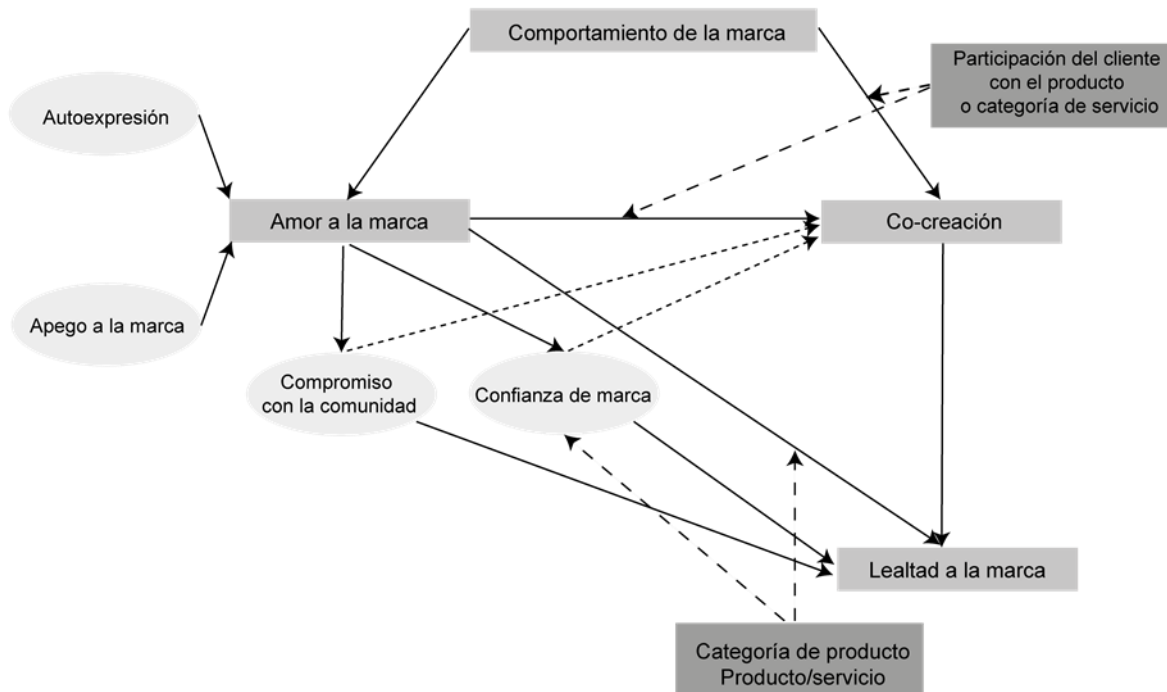 Comportamiento de la marca
Participación del cliente
con el producto
o categoría de servicio
Autoexpresión
Amor a la marca
Co-creación
Apego a la marca
Compromiso
con la comunidad
Confianza de marca
Lealtad a la marca
Categoría de producto
Producto/servicio